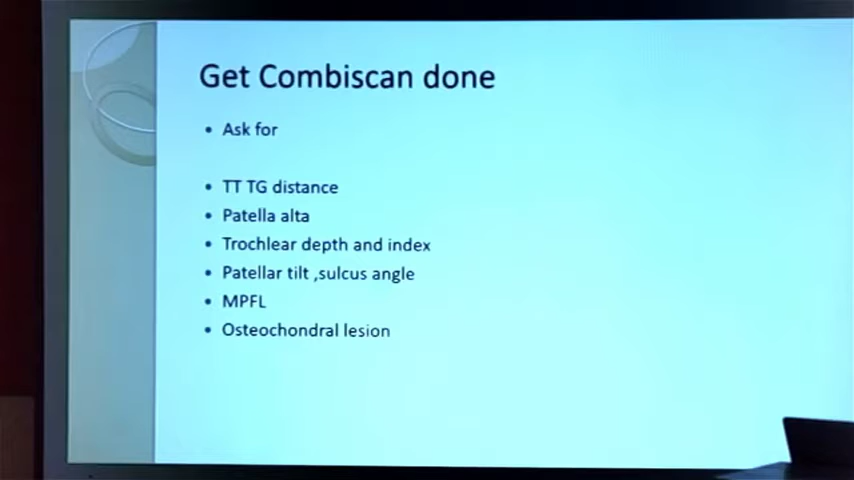 Get Combiscan done
• Ask for
• TT TG distance
• Patella alta
• Trochlear depth and index
• Patellar tilt ,sulcus angle
• MPFL
• Osteochondral lesion